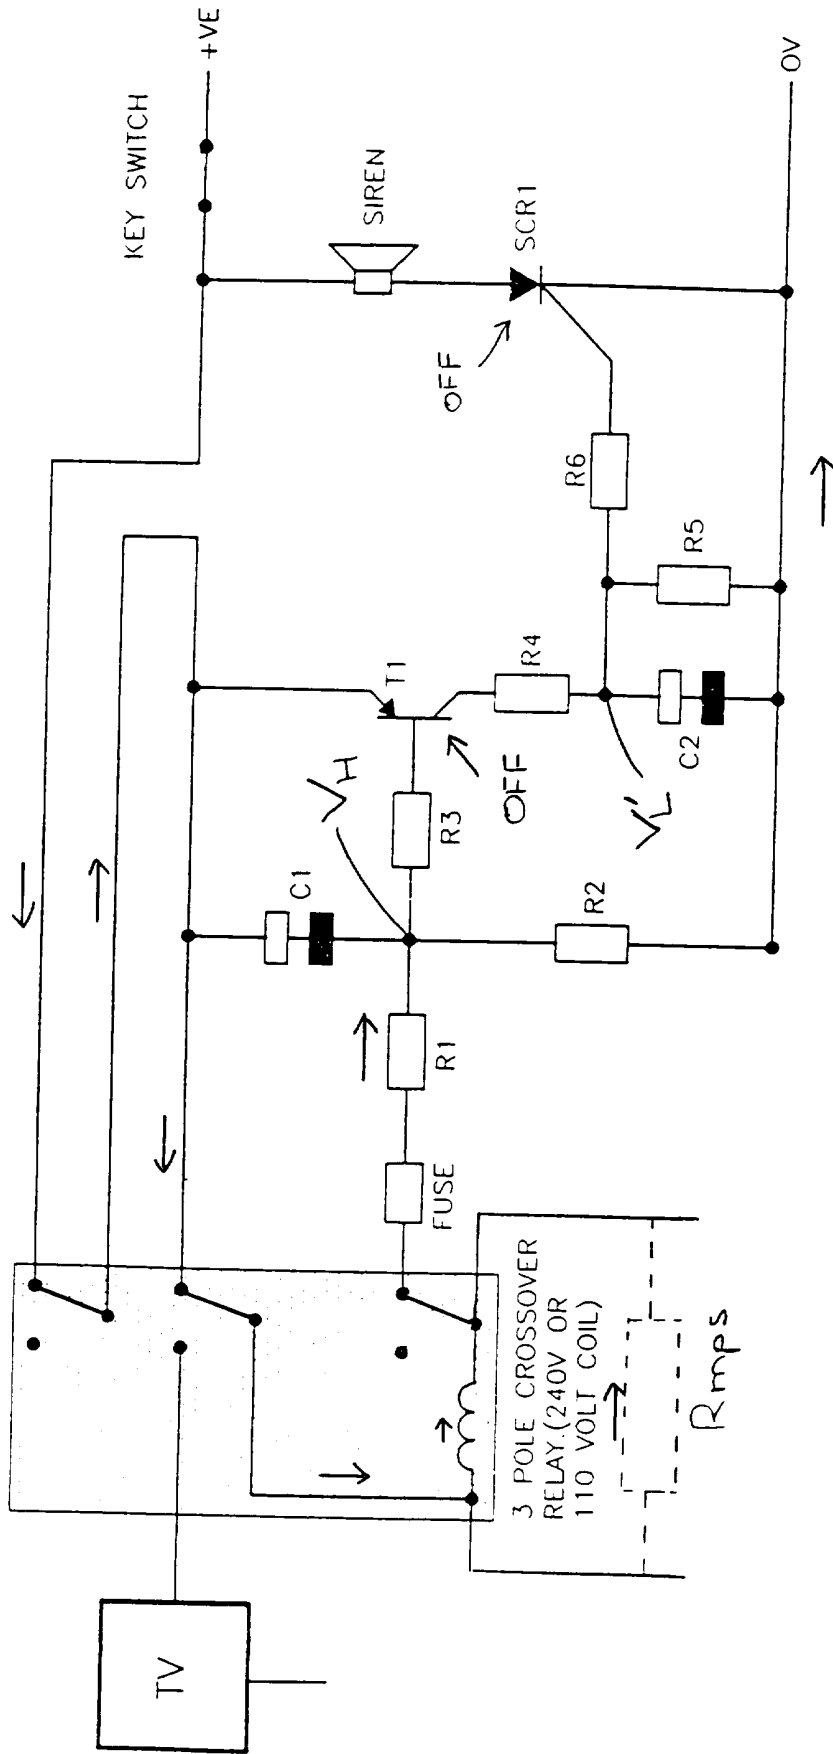 KEY SWITCH
+VE
SIREN
SCR1
OFF
0V
R6
R5
T1
R4
OFF
V'L
C2
VH
R3
C1
R2
R1
FUSE
3 POLE CROSSOVER
RELAY.(240V OR
110 VOLT COIL)
Rmps
TV